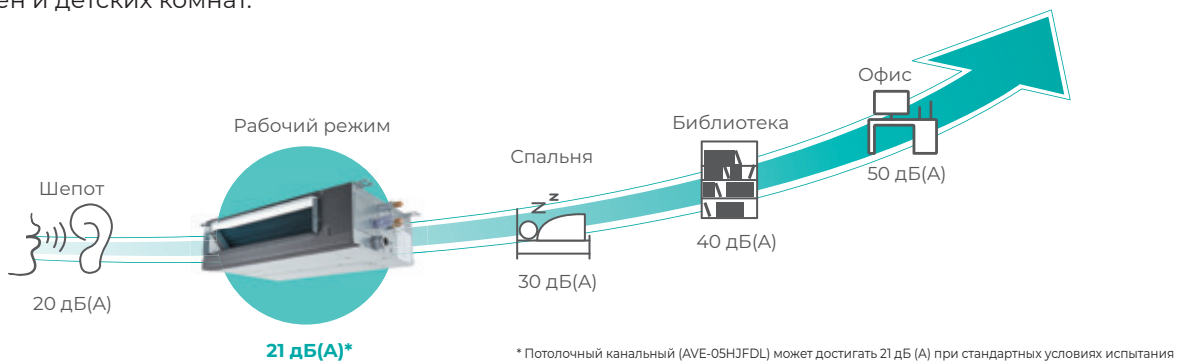 ен и детских комнат.
Офис
Рабочий режим
Библиотека
Спальня
Шепот
50 дБ(А)
40 дБ(А)
30 дБ(А)
20 дБ(А)
21 дБ(А)*
* Потолочный канальный (AVE-05HJFDL) может достигать 21 дБ (А) при стандартных условиях испытания